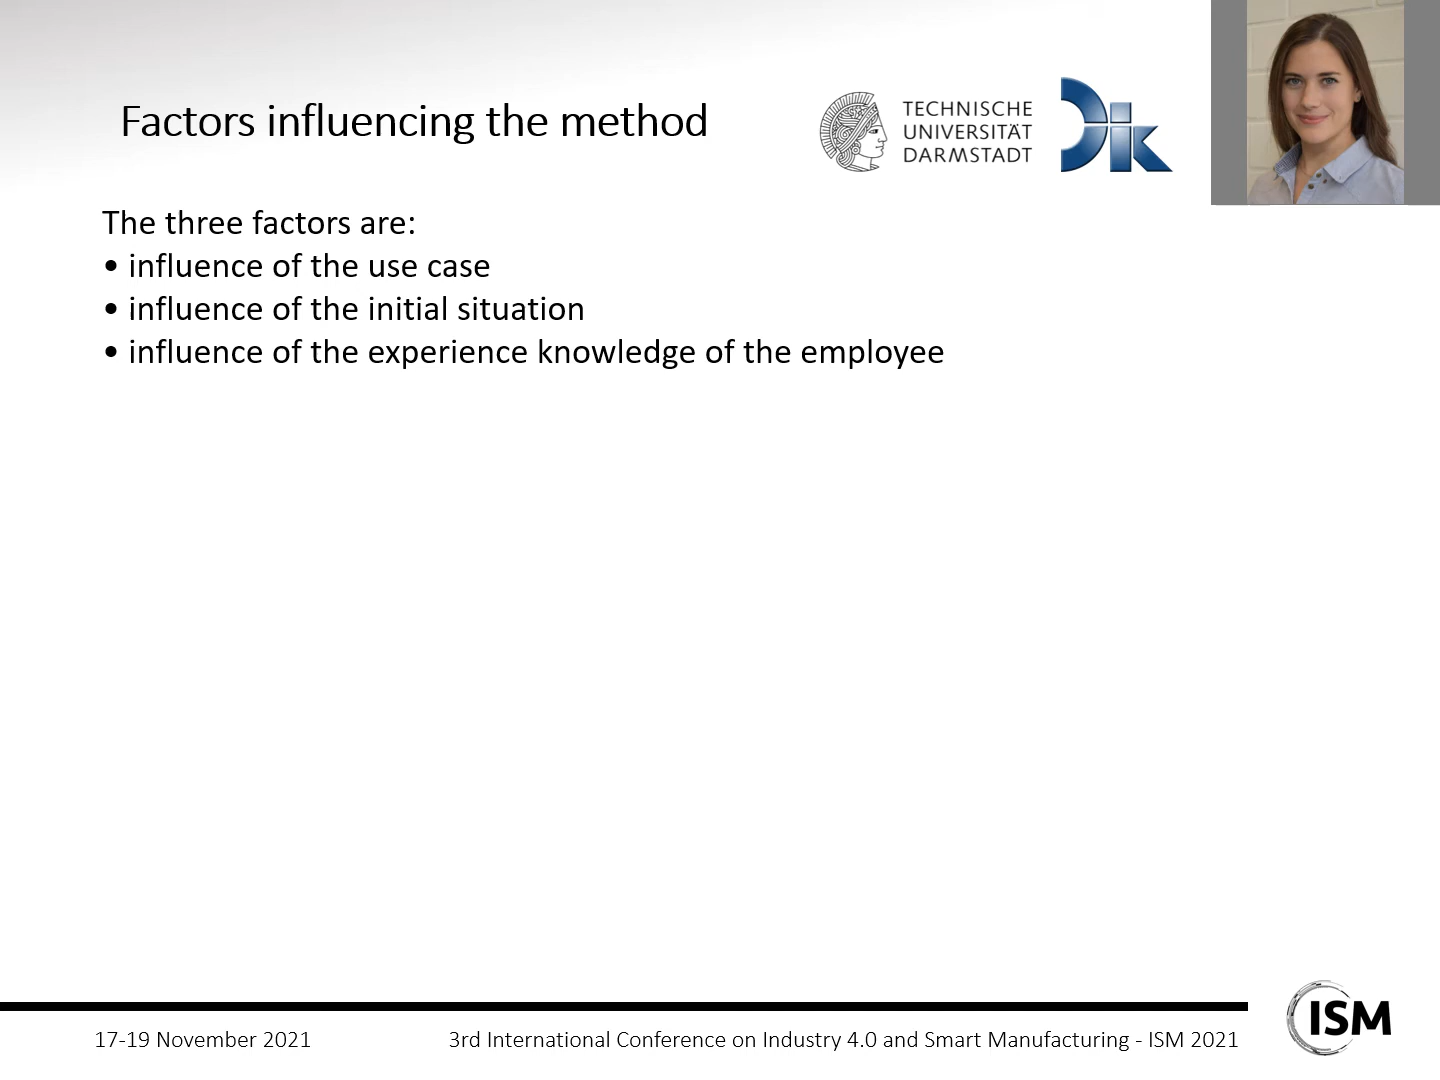 Factors influencing the method
TECHNISCHE
UNIVERSITÄT
DARMSTADT
Dik
The three factors are:
• influence of the use case
• influence of the initial situation
• influence of the experience knowledge of the employee
17-19 November 2021
3rd International Conference on Industry 4.0 and Smart Manufacturing - ISM 2021
ISM